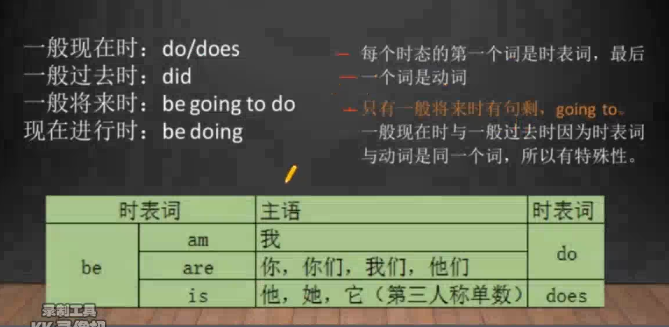 一般现在时：do/does
一般过去时：did
一般将来时：be going to do
现在进行时：be doing
每个时态的第一个词是时表词，最后
一个词是动词
只有一般将来时有句剩，going to。
一般现在时与一般过去时因为时表词
与动词是同一个词，所以有特殊性。
时表词 主语 时表词
be am 我 do
are 你，你们，我们，他们
is 他，她，它（第三人称单数） does
录制工具
KK录像机